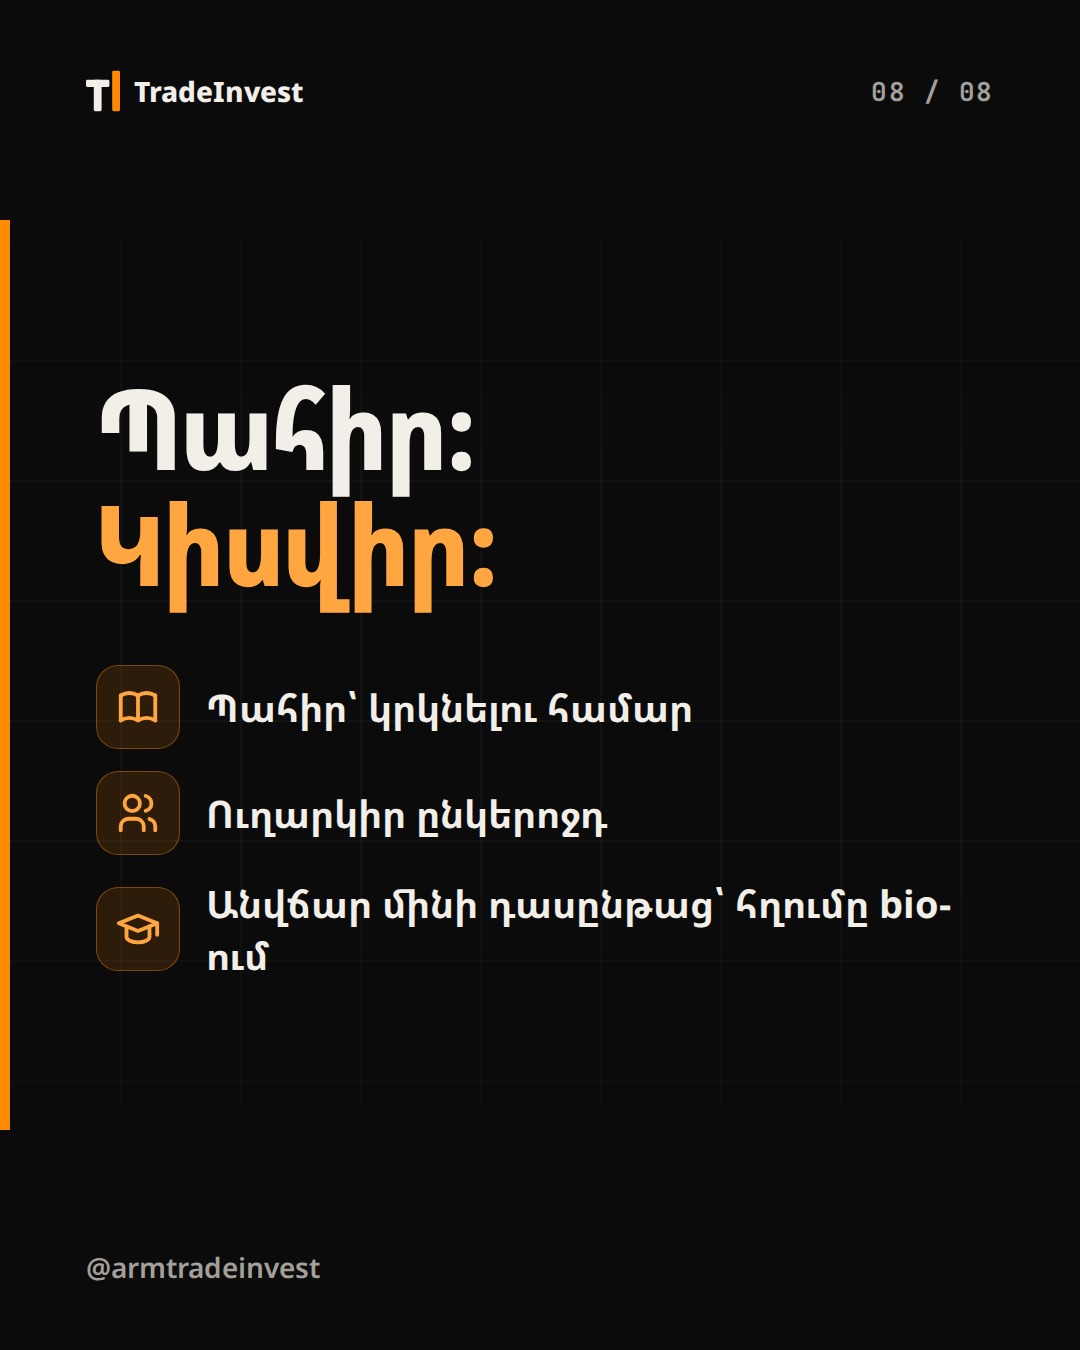 TradeInvest
08 / 08
Պահիր:
Կիսվիր:
Պահիր՝ կրկնելու համար
Ուղարկիր ընկերոջդ
Անվճար մինի դասընթաց՝ հղումը bio-
ում
@armtradeinvest